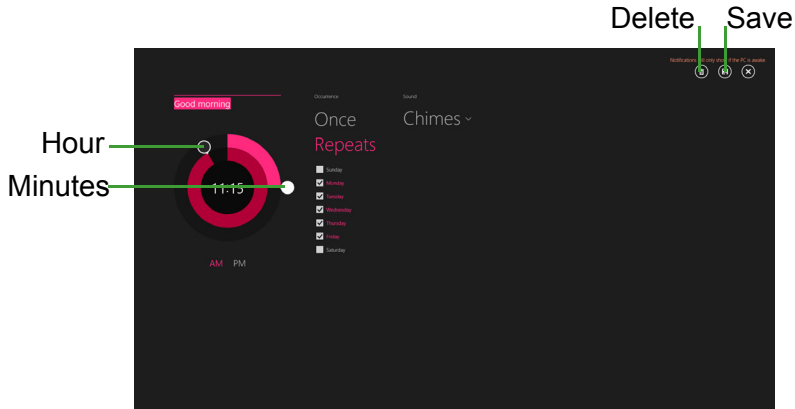 Delete Save
Notifications will only show if the PC is awake.
Good morning
Occurrence
Sound
Once
Chimes
Repeats
Hour
Minutes
11:15
Sunday
Monday
Tuesday
Wednesday
Thursday
Friday
Saturday
AM PM